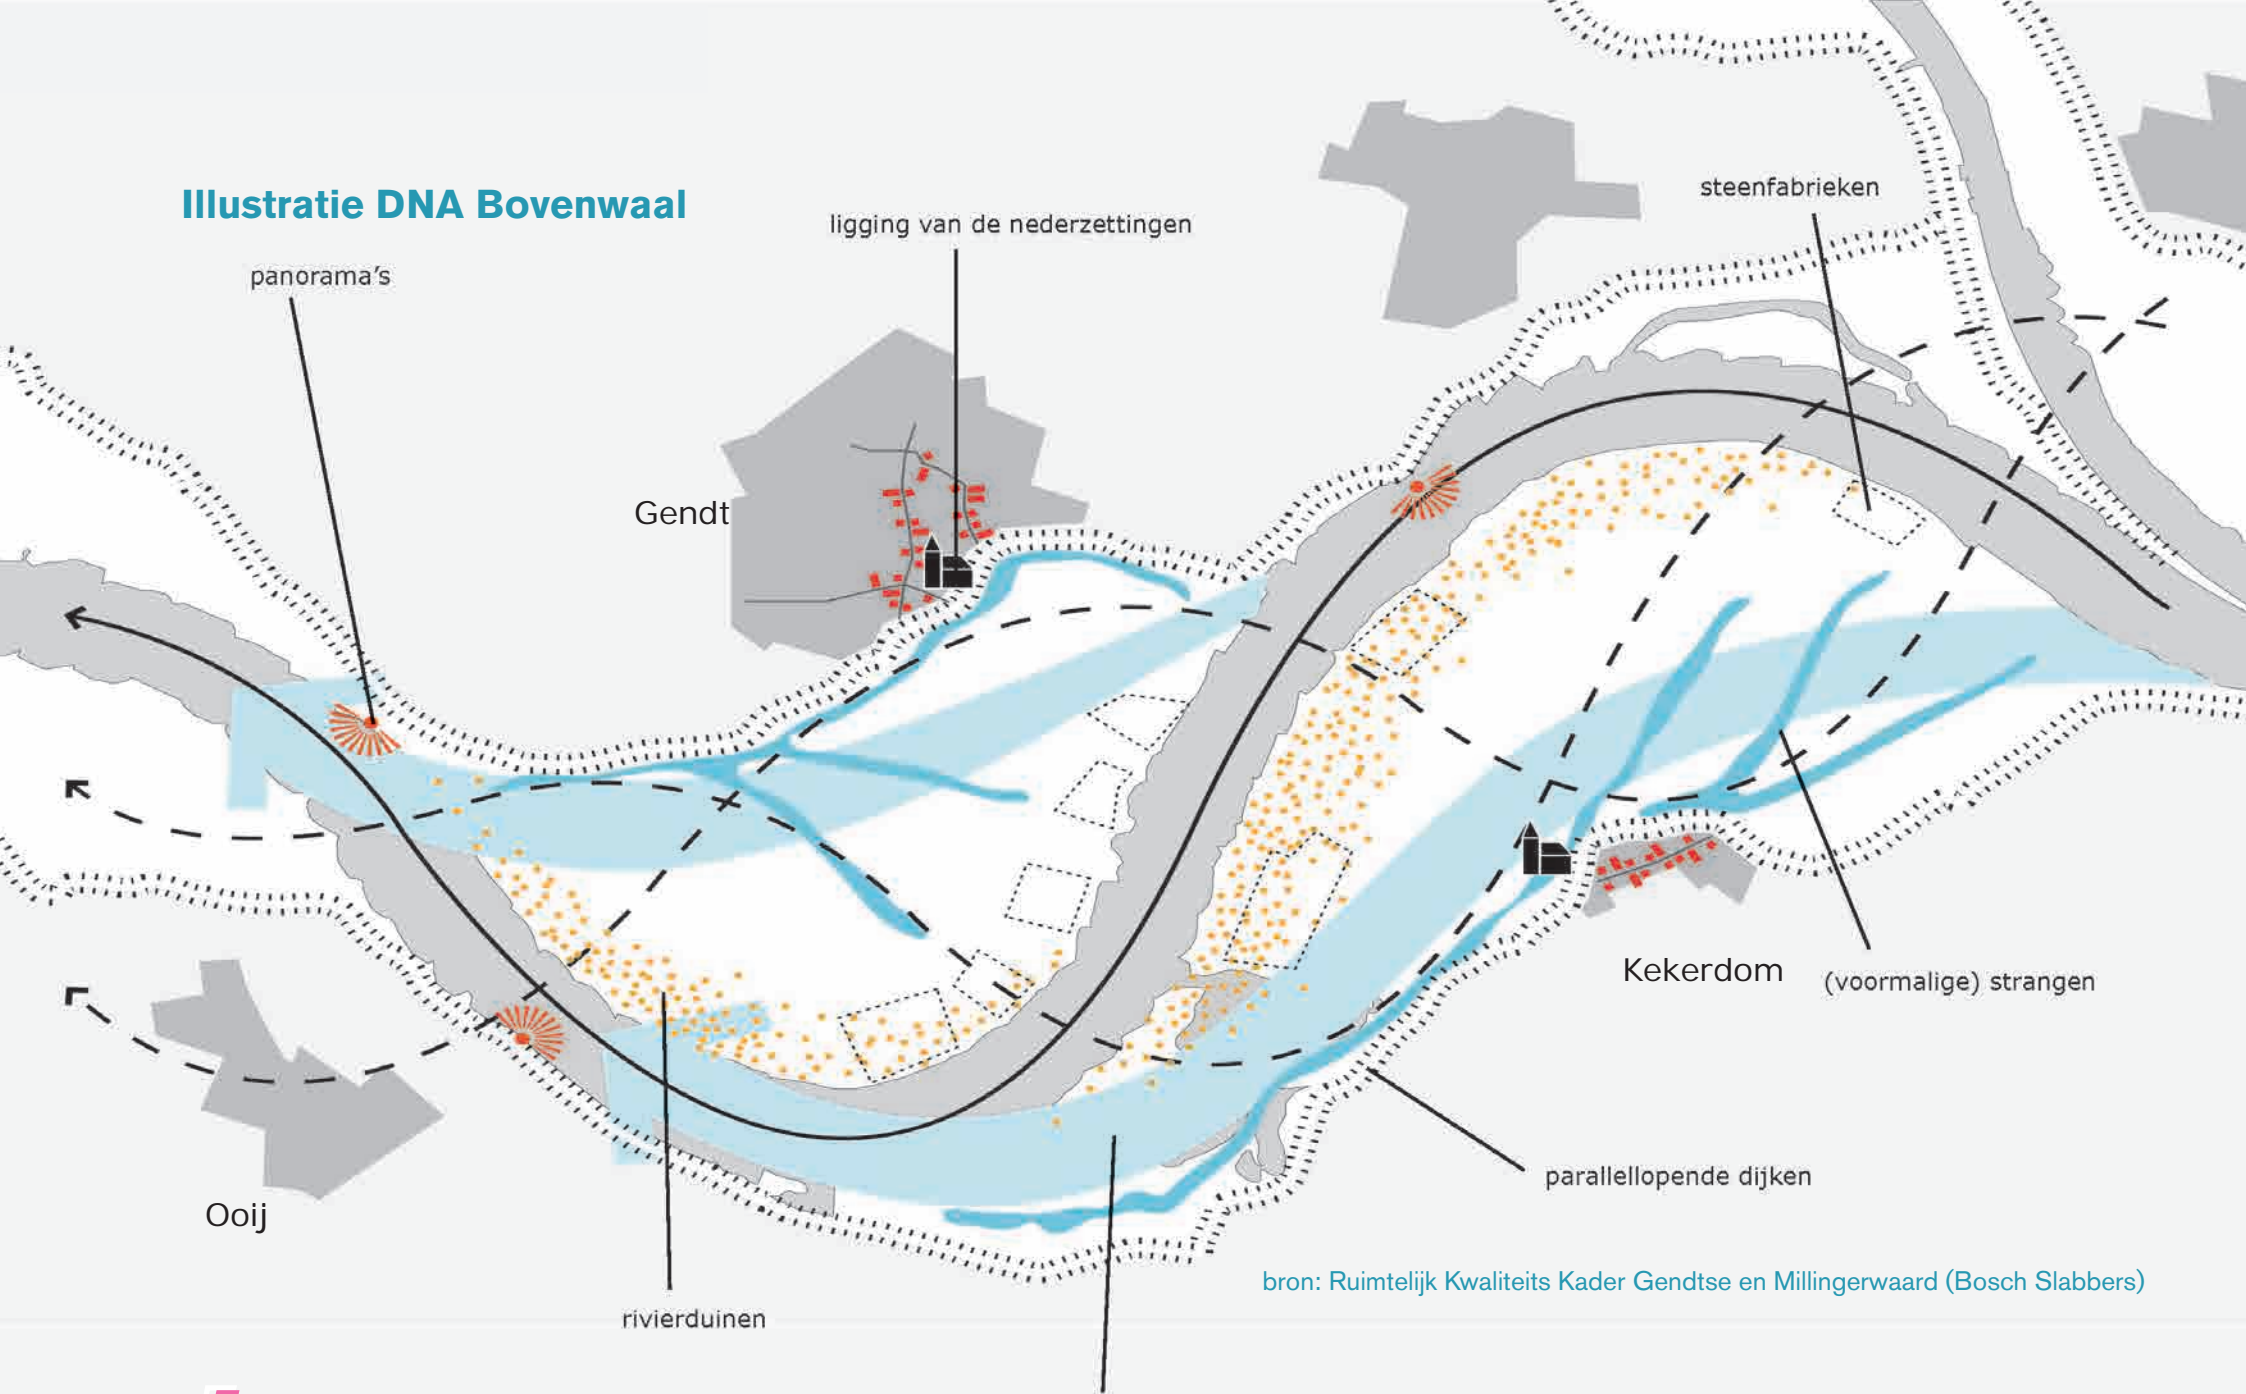 Illustratie DNA Bovenwaal
steenfabrieken
ligging van de nederzettingen
panorama's
Gendt
Kekerdom
(voormalige) strangen
parallellopende dijken
Ooij
bron: Ruimtelijk Kwaliteits Kader Gendtse en Millingerwaard (Bosch Slabbers)
rivierduinen